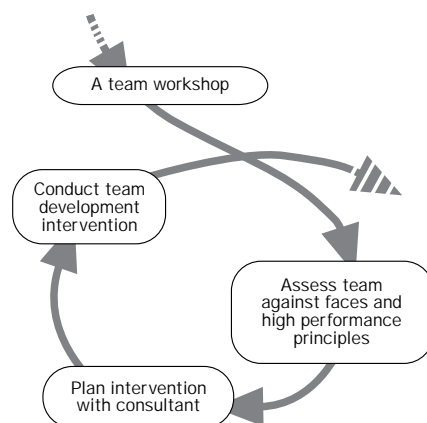 A team workshop
Conduct team
development
intervention
Assess team
against faces and
high performance
principles
Plan intervention
with consultant